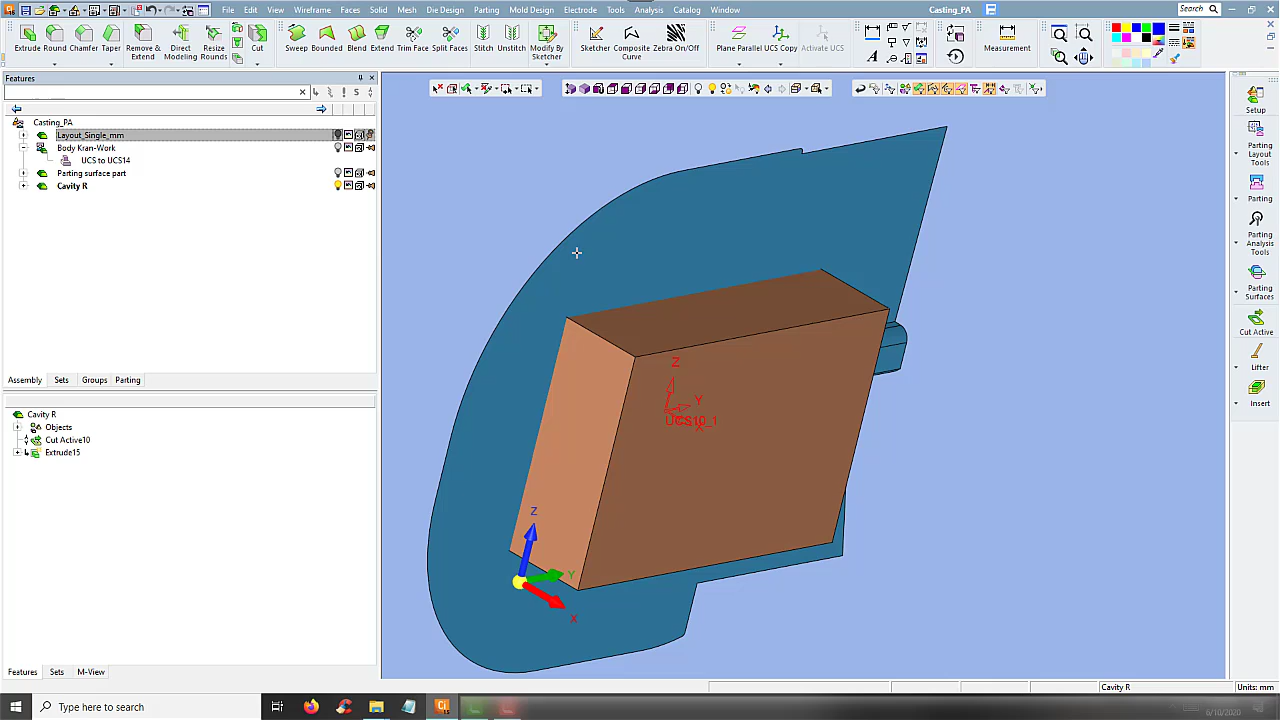 File Edit View Wireframe Faces Solid Mesh Die Design Parting Mold Design Electrode Tools Analysis Catalog Window Casting_PA Search
Extrude Round Chamfer Taper Remove & Extend Direct Modeling Resize Rounds Cut Sweep Bounded Blend Extend Stitch Unstitch Modify By Sketcher Sketcher Composite Curve Zebra On/Off Plane Parallel UCS Copy Activate UCS Measurement
Features
Casting_PA
Layout_Single_mm
Body Kran-Work
UCS to UCS14
Parting surface part
Cavity R
Assembly Sets Groups Parting
Cavity R
Objects
Cut Active10
Extrude15
Features Sets M-View
Z
Y
UCS10_1
X
Z
Y
X
Setup
Parting Layout Tools
Parting
Parting Analysis Tools
Parting Surfaces
Cut Active
Lifter
Insert
Cavity R Units: mm
Type here to search
6/10/2020